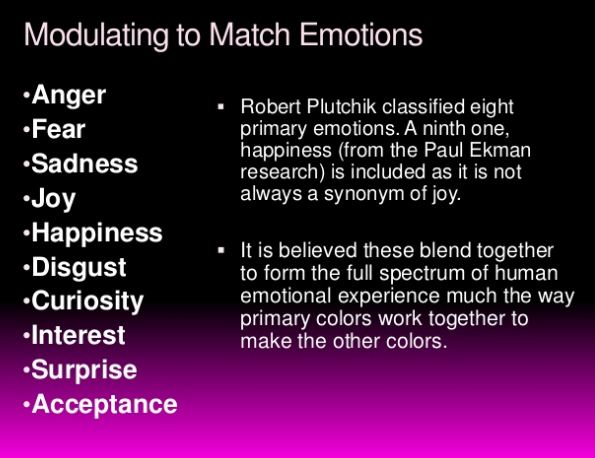 Modulating to Match Emotions
•Anger
•Fear
•Sadness
•Joy
•Happiness
•Disgust
•Curiosity
•Interest
•Surprise
•Acceptance
▪ Robert Plutchik classified eight
primary emotions. A ninth one,
happiness (from the Paul Ekman
research) is included as it is not
always a synonym of joy.
▪ It is believed these blend together
to form the full spectrum of human
emotional experience much the way
primary colors work together to
make the other colors.